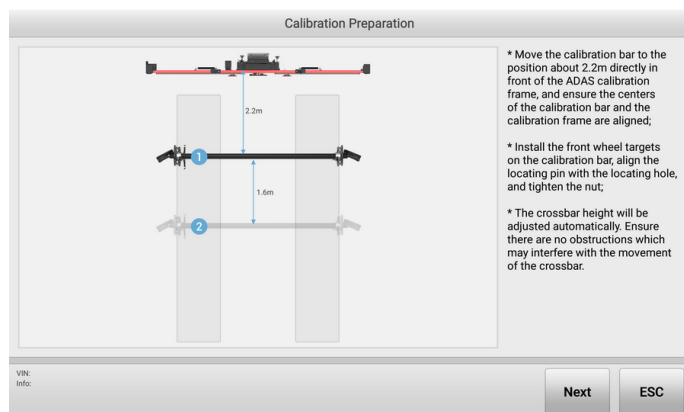 Calibration Preparation
2.2m
1
1.6m
2
* Move the calibration bar to the
position about 2.2m directly in
front of the ADAS calibration
frame, and ensure the centers
of the calibration bar and the
calibration frame are aligned;
* Install the front wheel targets
on the calibration bar, align the
locating pin with the locating hole,
and tighten the nut;
* The crossbar height will be
adjusted automatically. Ensure
there are no obstructions which
may interfere with the movement
of the crossbar.
VIN:
Info:
Next
ESC